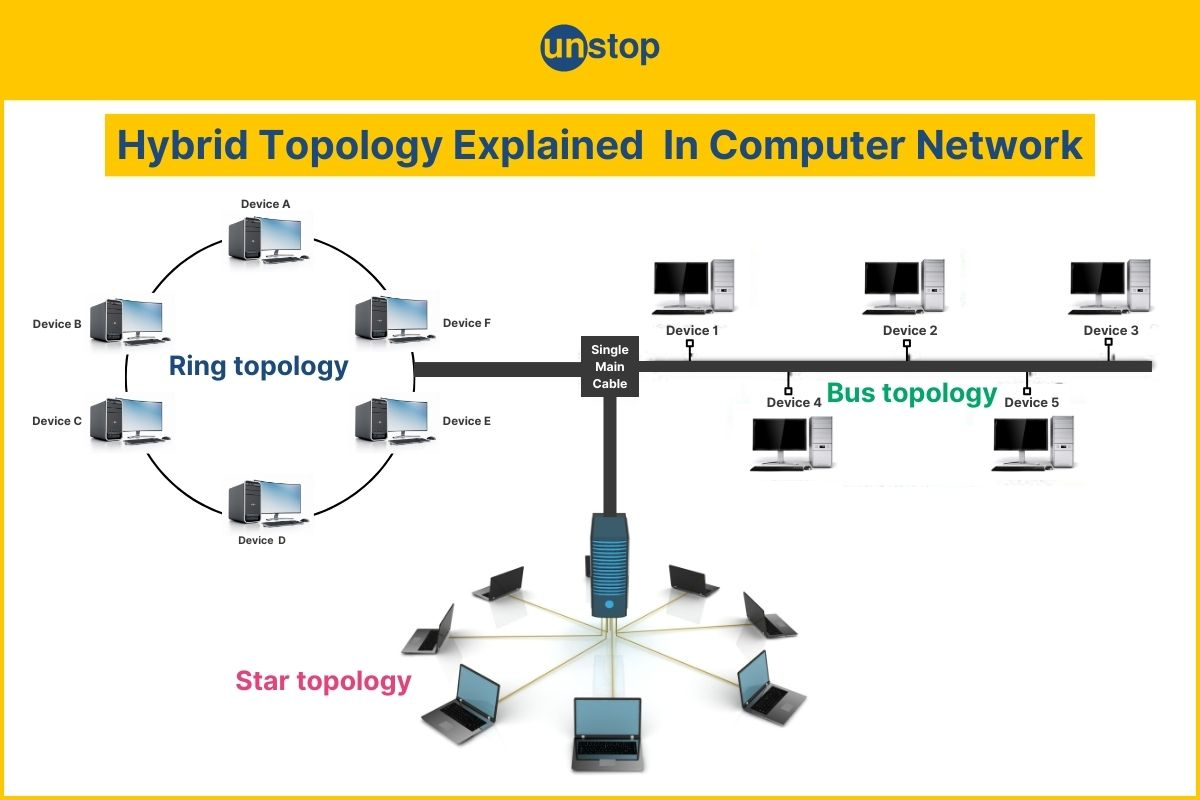 unstop
Hybrid Topology Explained In Computer Network
Device A
Device B
Device F
Ring topology
Device C
Device E
Device D
Single
Main
Cable
Device 1
Device 2
Device 3
Device 4
Bus topology
Device 5
Star topology